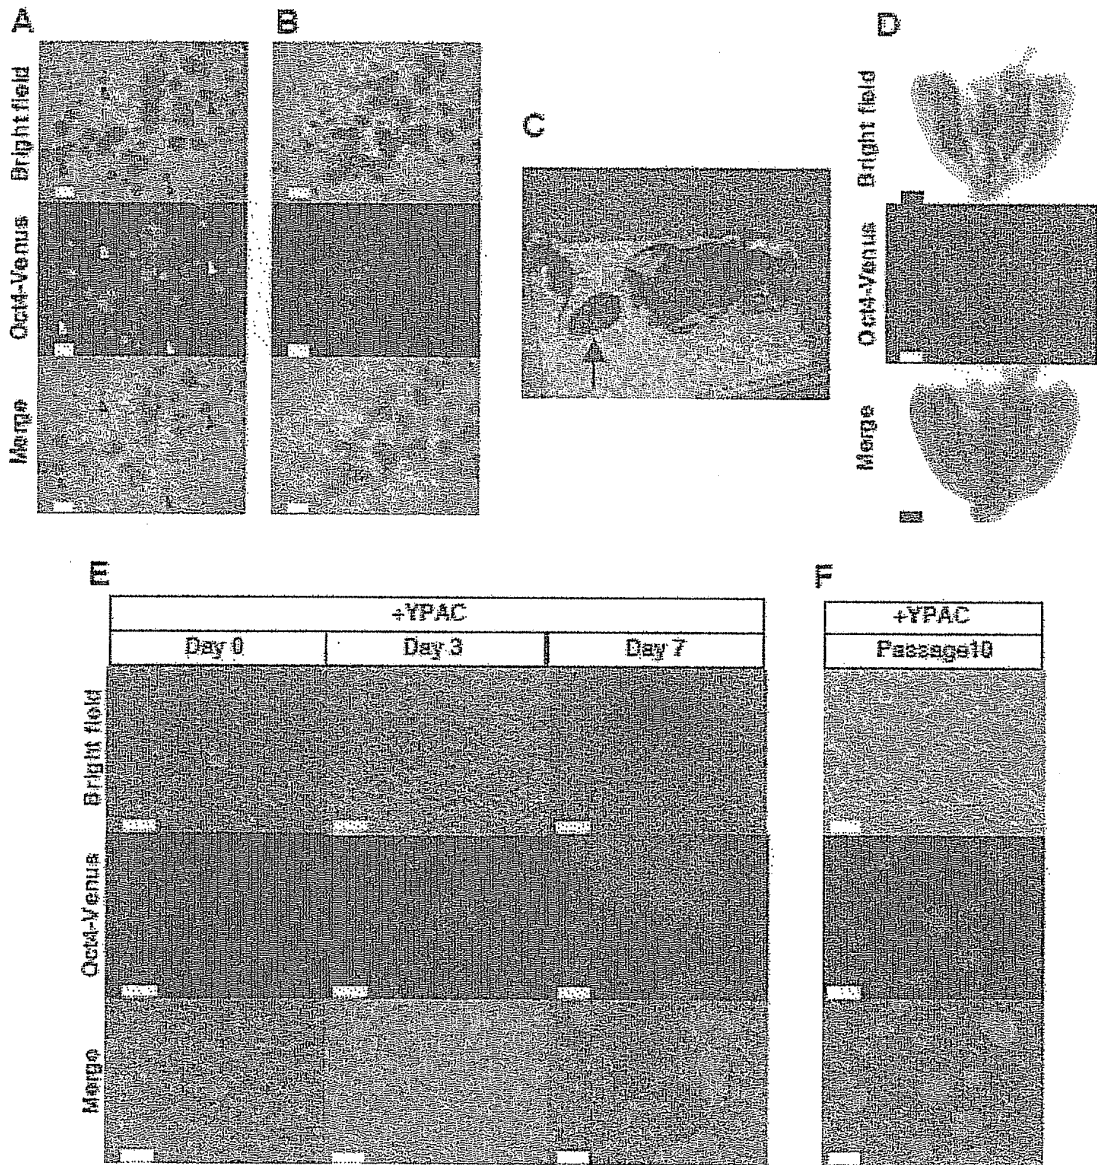 A
B
Bright field
Oct4-Venus
Merge
C
D
Bright field
Oct4-Venus
Merge
E
+YPAC
Day 0
Day 3
Day 7
Bright field
Oct4-Venus
Merge
F
+YPAC
Passage10